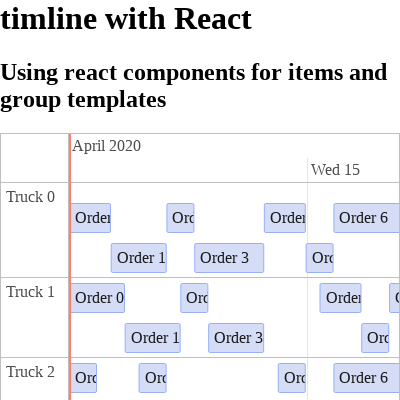 timline with React
Using react components for items and
group templates
April 2020
Wed 15
Truck 0
Order Orc Order Order 6
Order 1 Order 3 Orc
Truck 1
Order 0 Orc Order
Order 1 Order 3 Orc
Truck 2
Orc Orc Orc Order 6